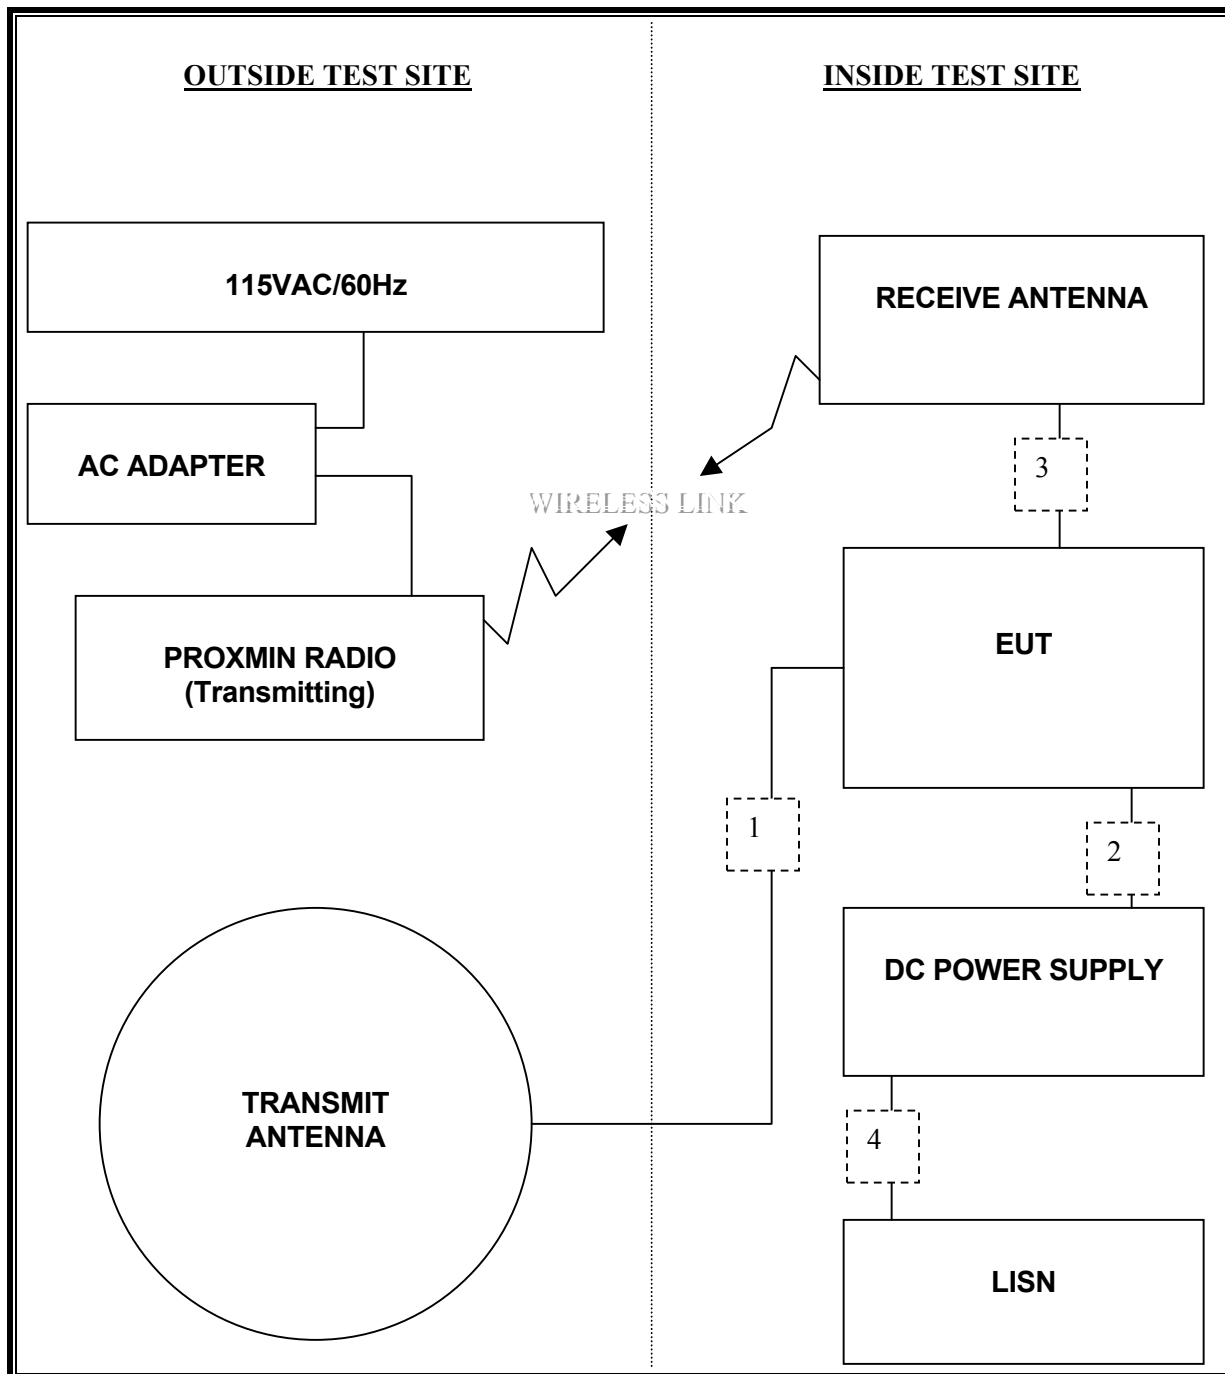 OUTSIDE TEST SITE
INSIDE TEST SITE
115VAC/60Hz
RECEIVE ANTENNA
AC ADAPTER
3
WIRELESS LINK
PROXMIN RADIO
(Transmitting)
EUT
1
2
DC POWER SUPPLY
TRANSMIT
ANTENNA
4
LISN